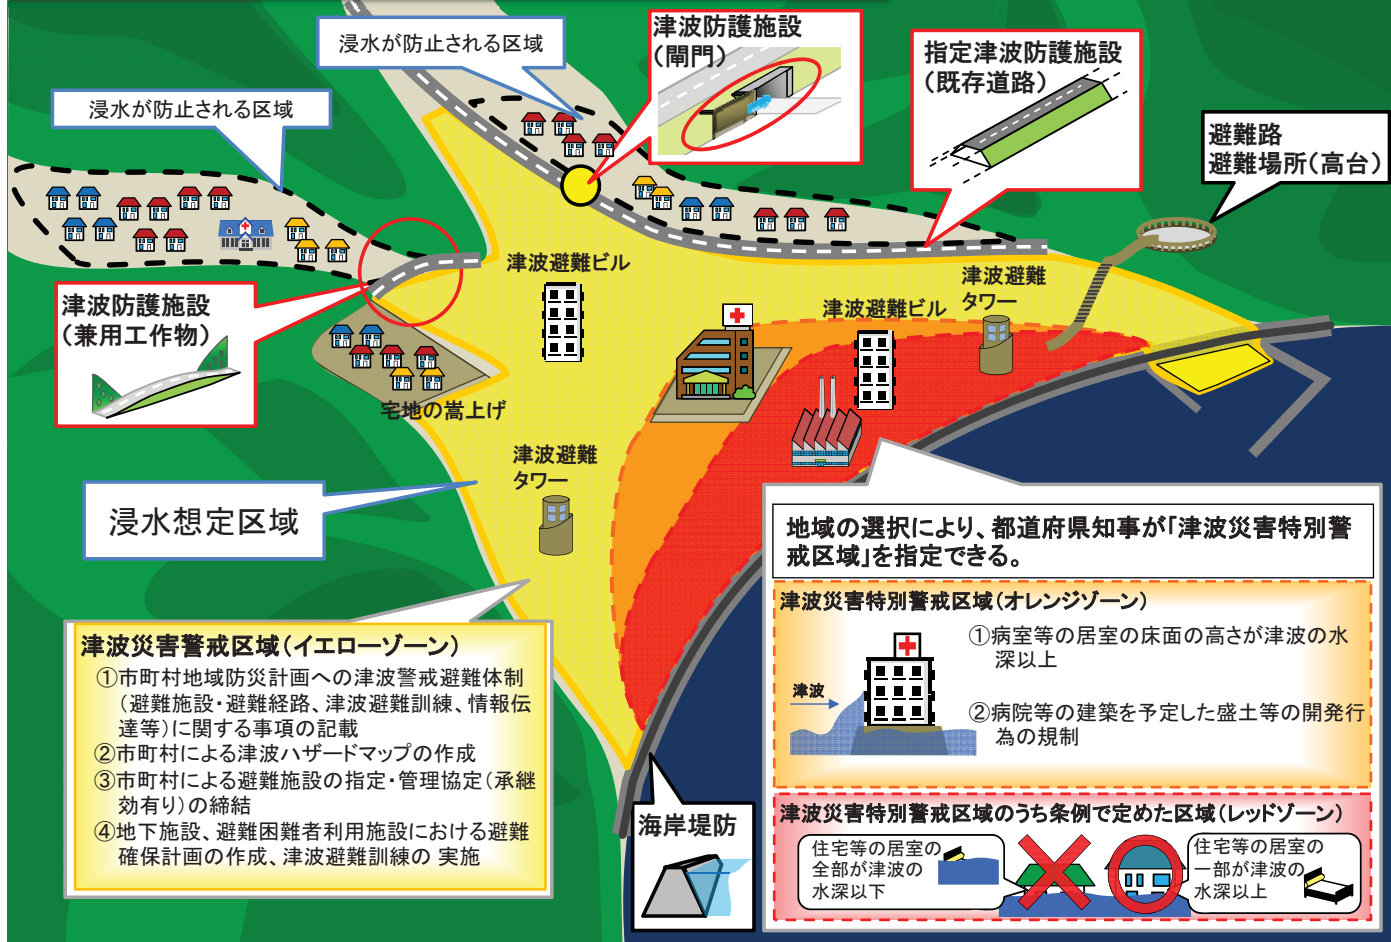 浸水が防止される区域
浸水が防止される区域
津波防護施設
(閘門)
指定津波防護施設
(既存道路)
避難路
避難場所(高台)
津波防護施設
(兼用工作物)
津波避難ビル
津波避難
タワー
津波避難ビル
宅地の嵩上げ
津波避難
タワー
浸水想定区域
津波災害警戒区域(イエローゾーン)
①市町村地域防災計画への津波警戒避難体制
(避難施設・避難経路、津波避難訓練、情報伝
達等)に関する事項の記載
②市町村による津波ハザードマップの作成
③市町村による避難施設の指定・管理協定(承継
効有り)の締結
④地下施設、避難困難者利用施設における避難
確保計画の作成、津波避難訓練の 実施
海岸堤防
地域の選択により、都道府県知事が「津波災害特別警
戒区域」を指定できる。
津波災害特別警戒区域(オレンジゾーン)
津波
①病室等の居室の床面の高さが津波の水
深以上
②病院等の建築を予定した盛土等の開発行
為の規制
津波災害特別警戒区域のうち条例で定めた区域(レッドゾーン)
住宅等の居室の
全部が津波の
水深以下
住宅等の居室の
一部が津波の
水深以上